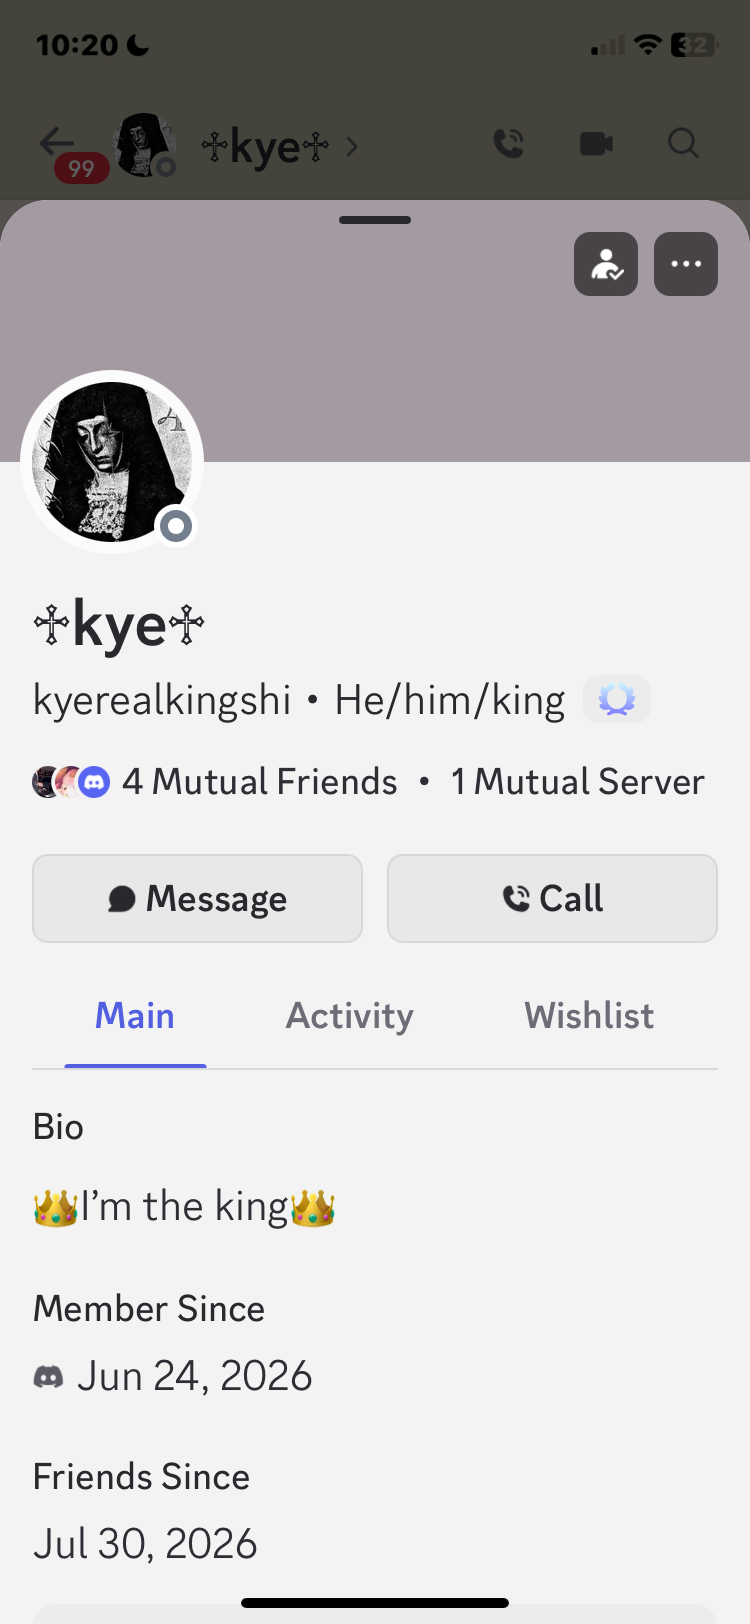 10:20
32
99
♱kye♱
♱kye♱
kyerealkingshi • He/him/king
4 Mutual Friends • 1 Mutual Server
Message
Call
Main
Activity
Wishlist
Bio
👑I’m the king👑
Member Since
Jun 24, 2026
Friends Since
Jul 30, 2026